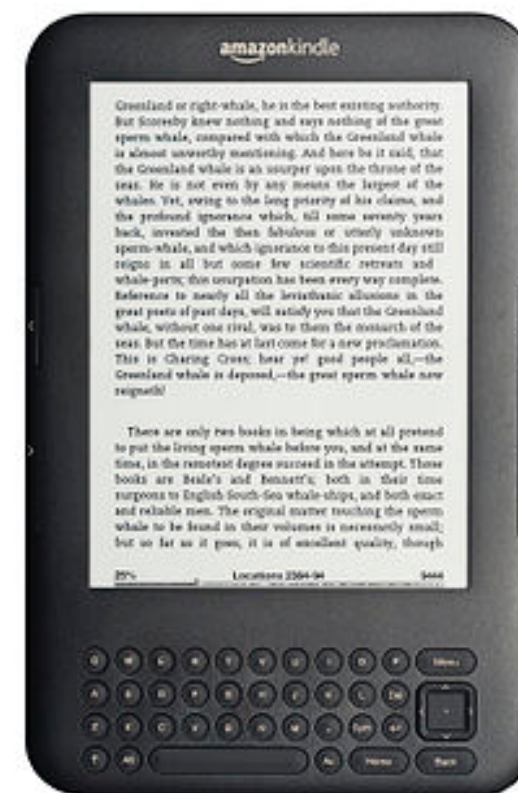 amazonkindle
Greenland or right-whale, he is the best existing authority.
But Scoresby knew nothing and says nothing of the great
sperm whale, compared with which the Greenland whale
is almost unworthy mentioning. And here be it said, that
the Greenland whale is an usurper upon the throne of the
seas. He is not even by any means the largest of the
whales. Yet, owing to the long priority of his claims, and
the profound ignorance which, till some seventy years
back, invested the then fabulous or utterly unknown
sperm-whale, and which ignorance to this present day still
reigns in all but some few scientific retreats and
whale-ports; this usurpation has been every way complete.
Reference to nearly all the leviathanic allusions in the
great poets of past days, will satisfy you that the Greenland
whale, without one rival, was to them the monarch of the
seas. But the time has at last come for a new proclamation.
This is Charing Cross; hear ye! good people all,—the
Greenland whale is deposed,—the great sperm whale now
reigneth!
There are only two books in being which at all pretend
to put the living sperm whale before you, and at the same
time, in the remotest degree succeed in the attempt. Those
books are Beale's and Bennett's; both in their time
surgeons to English South-Sea whale-ships, and both exact
and reliable men. The original matter touching the sperm
whale to be found in their volumes is necessarily small;
but so far as it goes, it is of excellent quality, though
25% Locations 2384-94 9444
Q W E R T Y U I O P Menu
A S D F G H J K L Del
Z X C V B N M . Sym
Alt Aa Home Back